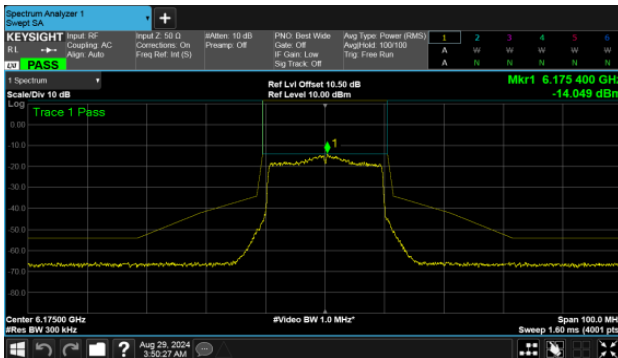 Spectrum Analyzer 1
Swept SA
+
KEYSIGHT
RL
LXI PASS
Input: RF
Coupling: AC
Align: Auto
Input Z: 50 Ω
Corrections: On
Freq Ref: Int (S)
#Atten: 10 dB
Preamp: Off
PNO: Best Wide
Gate: Off
IF Gain: Low
Sig Track: Off
Avg Type: Power (RMS)
Avg|Hold: 100/100
Trig: Free Run
1 2 3 4 5 6
A W W W W W
A N N N N N
1 Spectrum
Scale/Div 10 dB
Ref Lvl Offset 10.50 dB
Ref Level 10.00 dBm
Mkr1 6.175 400 GHz
-14.049 dBm
Log
Trace 1 Pass
0.00
-10.0
1
-20.0
-30.0
-40.0
-50.0
-60.0
-70.0
-80.0
Center 6.17500 GHz
#Res BW 300 kHz
#Video BW 1.0 MHz*
Span 100.0 MHz
Sweep 1.60 ms (4001 pts)
?
Aug 29, 2024
3:50:27 AM